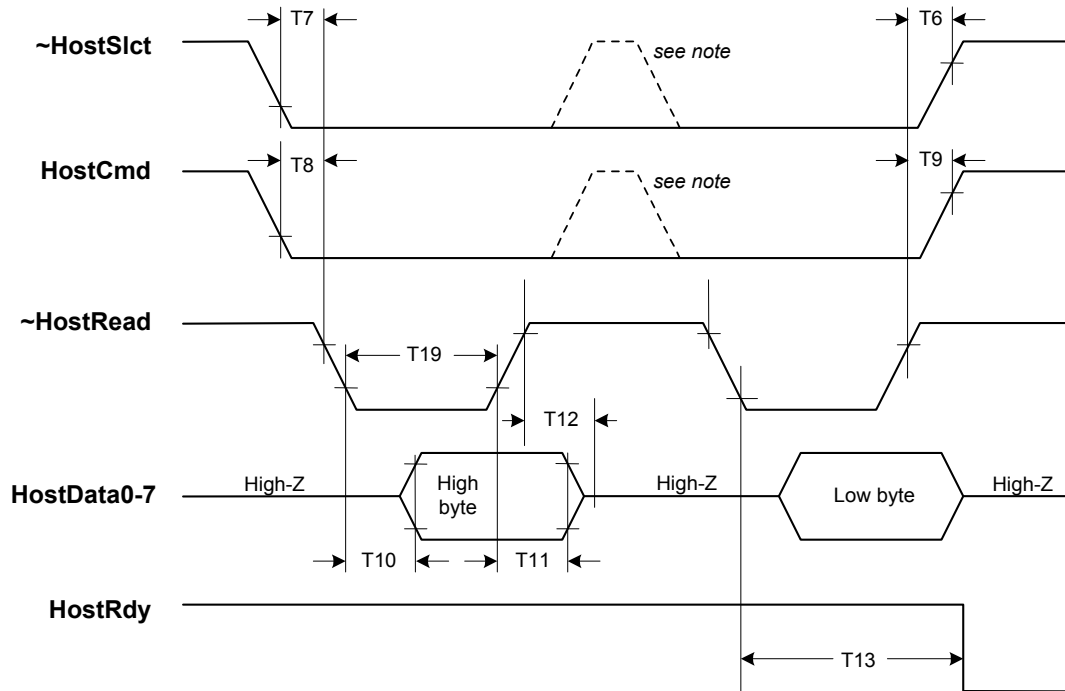 T7
T6
~HostSlct
see note
HostCmd
T8
T9
see note
~HostRead
T19
T12
HostData0-7
High-Z
High
byte
High-Z
Low byte
High-Z
T10
T11
HostRdy
T13